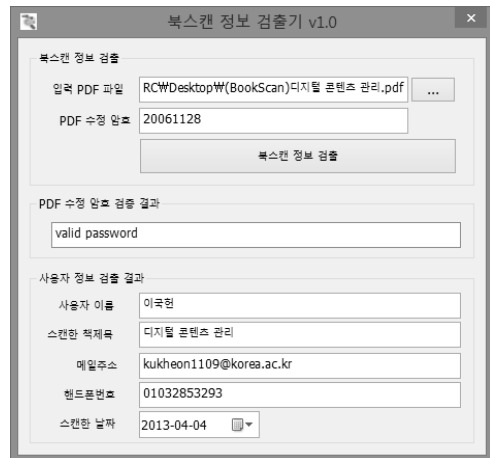 북스캔 정보 검출기 v1.0
×
북스캔 정보 검출
입력 PDF 파일 RC₩Desktop₩(BookScan)디지털 콘텐츠 관리.pdf ...
PDF 수정 암호 20061128
북스캔 정보 검출
PDF 수정 암호 검증 결과
valid password
사용자 정보 검출 결과
사용자 이름 이국헌
스캔한 책제목 디지털 콘텐츠 관리
메일주소 kukheon1109@korea.ac.kr
핸드폰번호 01032853293
스캔한 날짜 2013-04-04